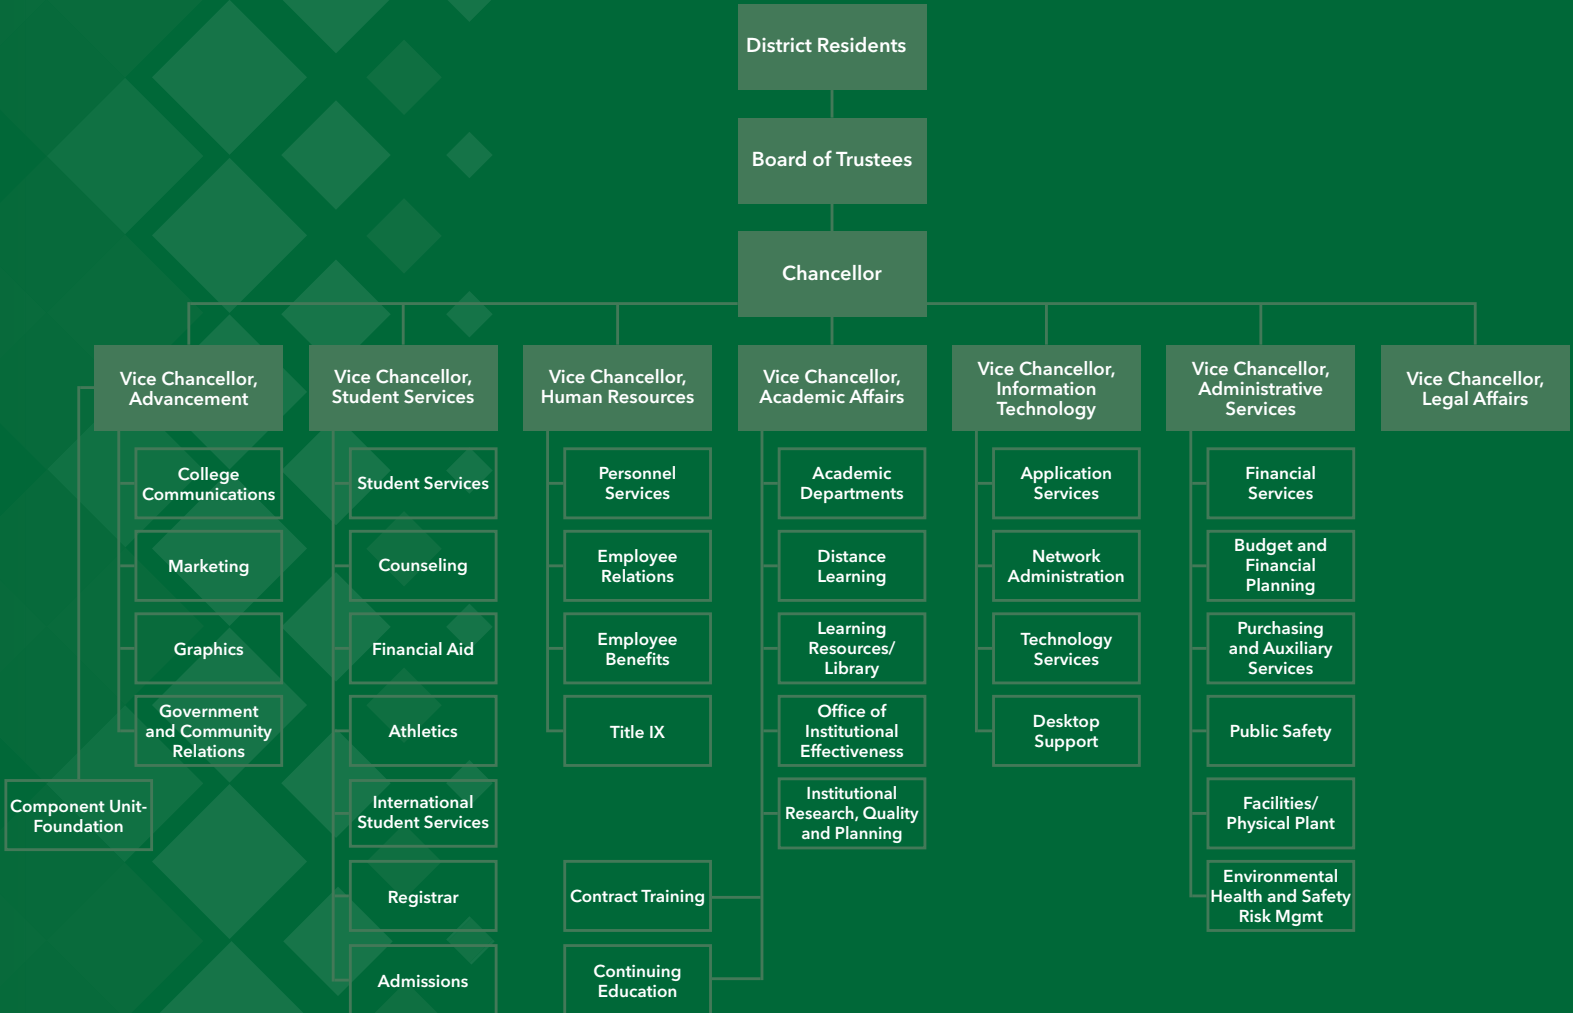 District Residents
Board of Trustees
Chancellor
Vice Chancellor,
Advancement
Vice Chancellor,
Student Services
Vice Chancellor,
Human Resources
Vice Chancellor,
Academic Affairs
Vice Chancellor,
Information
Technology
Vice Chancellor,
Administrative
Services
Vice Chancellor,
Legal Affairs
College
Communications
Marketing
Graphics
Government
and Community
Relations
Component Unit-
Foundation
Student Services
Counseling
Financial Aid
Athletics
International
Student Services
Registrar
Admissions
Personnel
Services
Employee
Relations
Employee
Benefits
Title IX
Academic
Departments
Distance
Learning
Learning
Resources/
Library
Office of
Institutional
Effectiveness
Institutional
Research, Quality
and Planning
Contract Training
Continuing
Education
Application
Services
Network
Administration
Technology
Services
Desktop
Support
Financial
Services
Budget and
Financial
Planning
Purchasing
and Auxiliary
Services
Public Safety
Facilities/
Physical Plant
Environmental
Health and Safety
Risk Mgmt